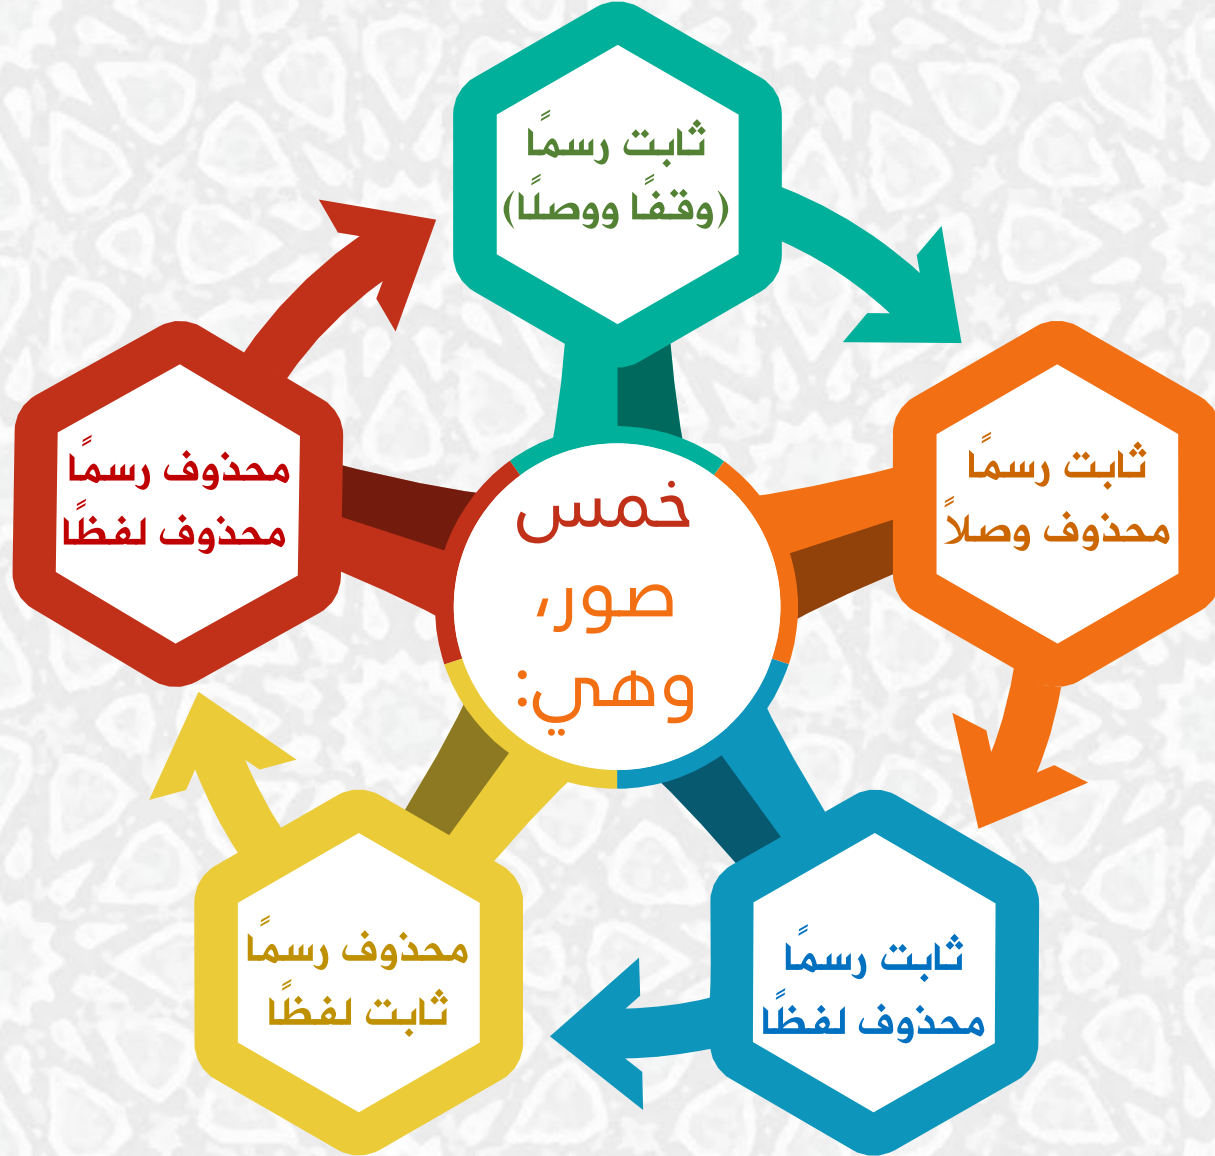 خمس
صور،
وهي:
ثابت رسمًا
(وقفًا ووصلًا)
ثابت رسمًا
محذوف وصلاً
ثابت رسمًا
محذوف لفظًا
محذوف رسمًا
ثابت لفظًا
محذوف رسمًا
محذوف لفظًا